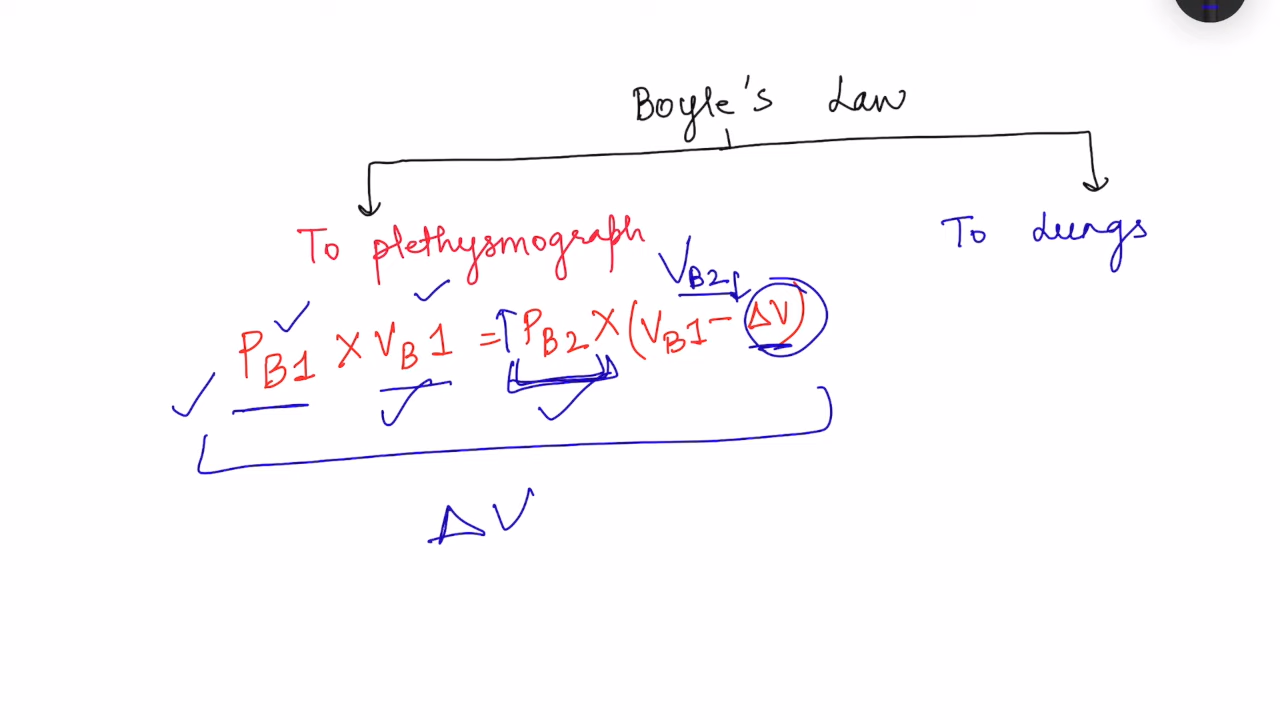 Boyle's Law
To plethysmograph
To Lungs
VB2↓
PB1 × VB1 = ↑PB2 × (VB1 - ΔV)
ΔV